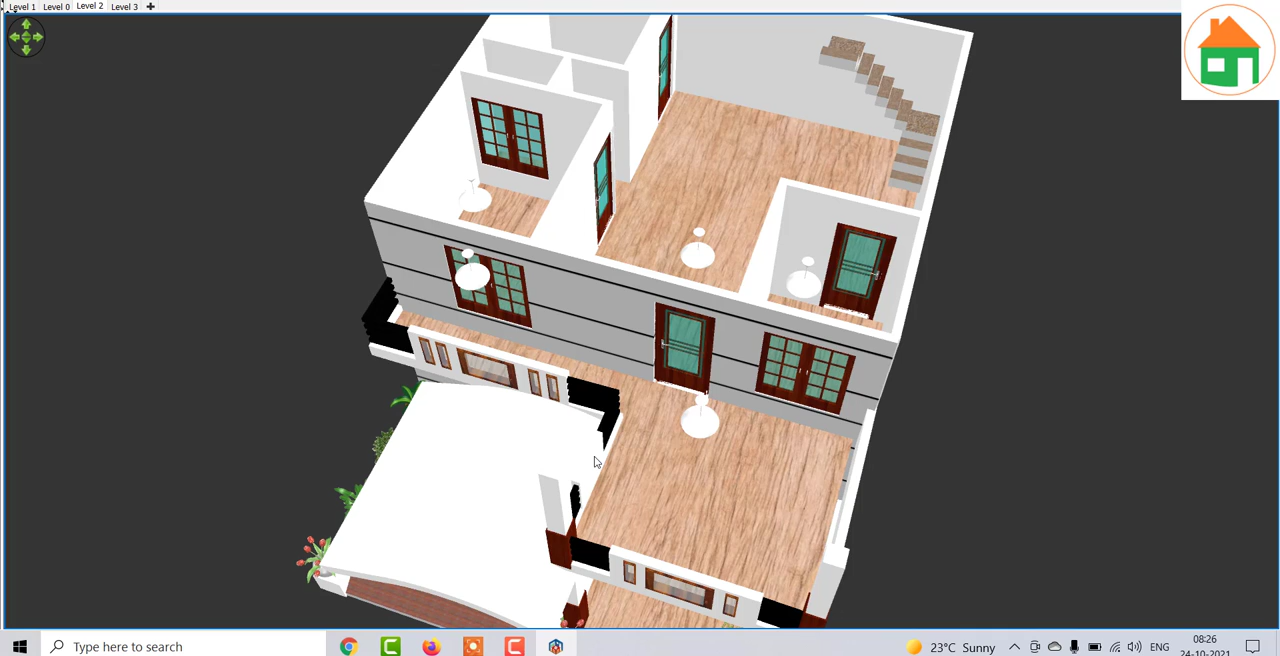 Level 1 Level 0 Level 2 Level 3
Type here to search
23°C Sunny
ENG
08:26
24-10-2021